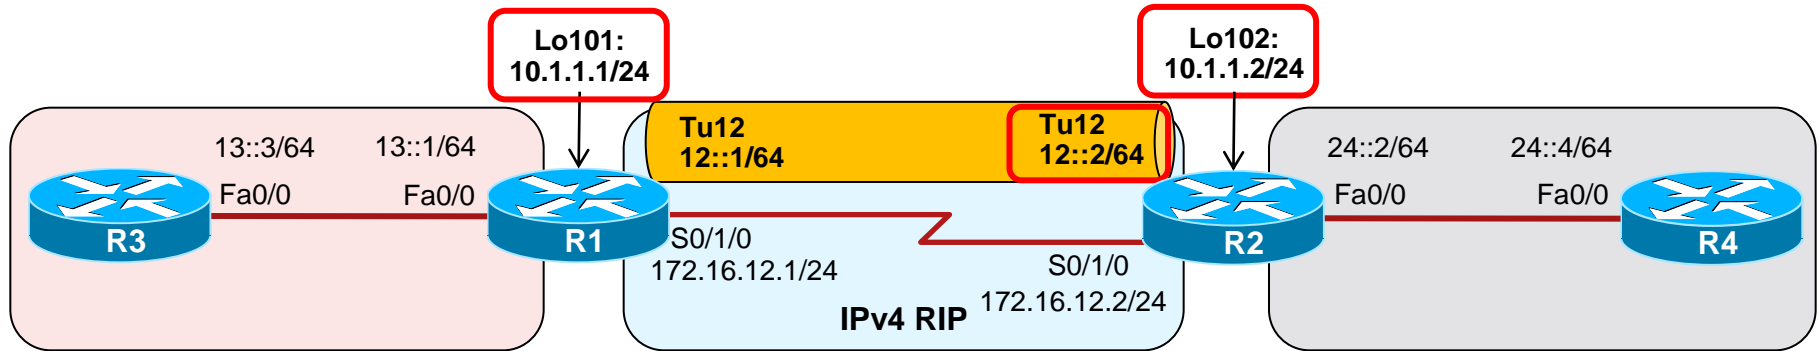 Lo101:
10.1.1.1/24
Lo102:
10.1.1.2/24
Tu12
12::1/64
Tu12
12::2/64
13::3/64
13::1/64
Fa0/0
Fa0/0
R3
R1
S0/1/0
172.16.12.1/24
S0/1/0
172.16.12.2/24
IPv4 RIP
24::2/64
24::4/64
Fa0/0
Fa0/0
R2
R4